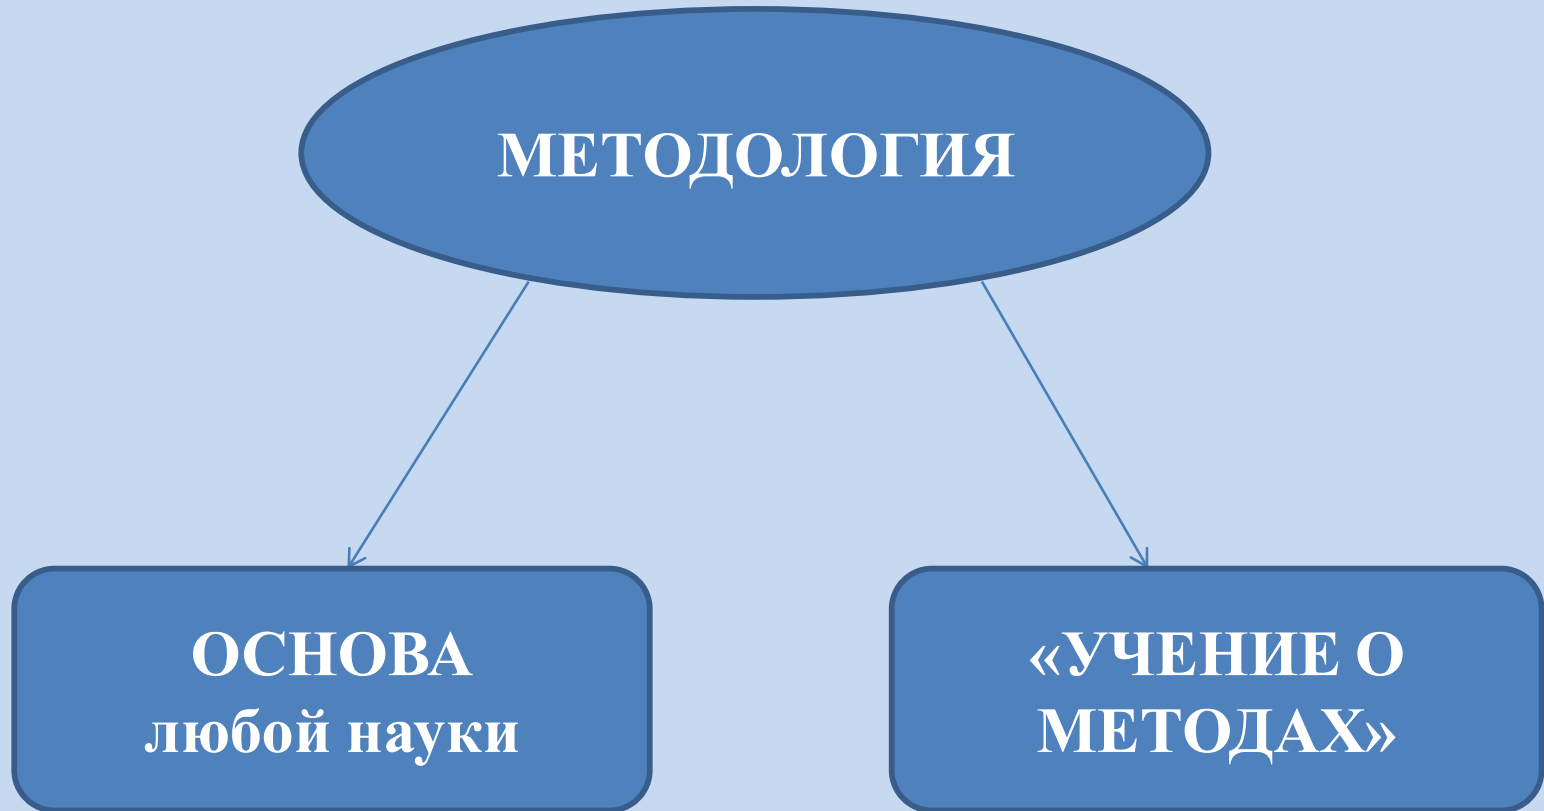 МЕТОДОЛОГИЯ
ОСНОВА
любой науки
«УЧЕНИЕ О
МЕТОДАХ»